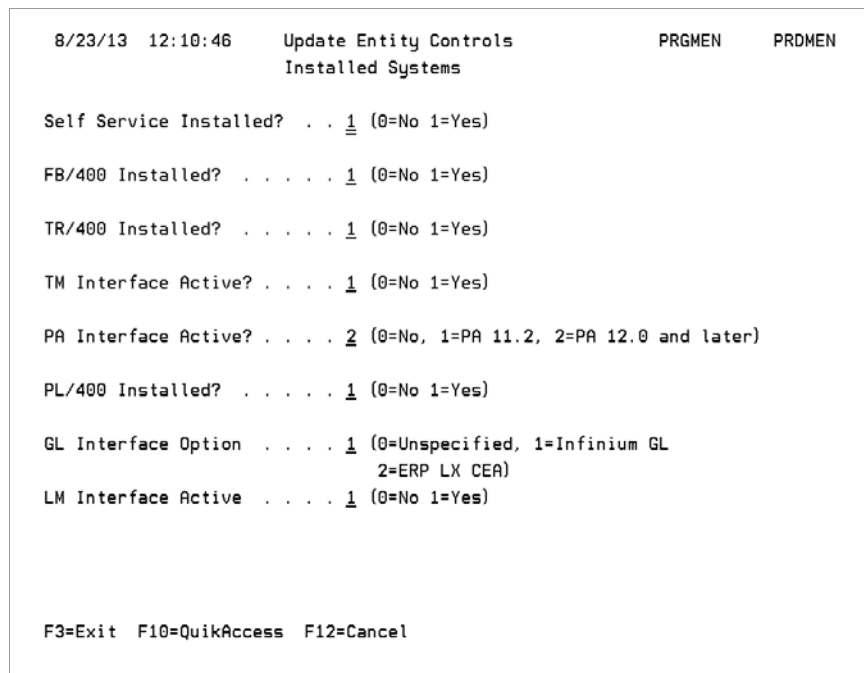 8/23/13  12:10:46     Update Entity Controls     PRGMEN     PRDMEN
Installed Systems
Self Service Installed?  . . 1 (0=No 1=Yes)
FB/400 Installed?  . . . . . 1 (0=No 1=Yes)
TR/400 Installed?  . . . . . 1 (0=No 1=Yes)
TM Interface Active? . . . . 1 (0=No 1=Yes)
PA Interface Active? . . . . 2 (0=No, 1=PA 11.2, 2=PA 12.0 and later)
PL/400 Installed?  . . . . . 1 (0=No 1=Yes)
GL Interface Option  . . . . 1 (0=Unspecified, 1=Infinium GL
2=ERP LX CEA)
LM Interface Active  . . . . 1 (0=No 1=Yes)
F3=Exit  F10=QuikAccess  F12=Cancel